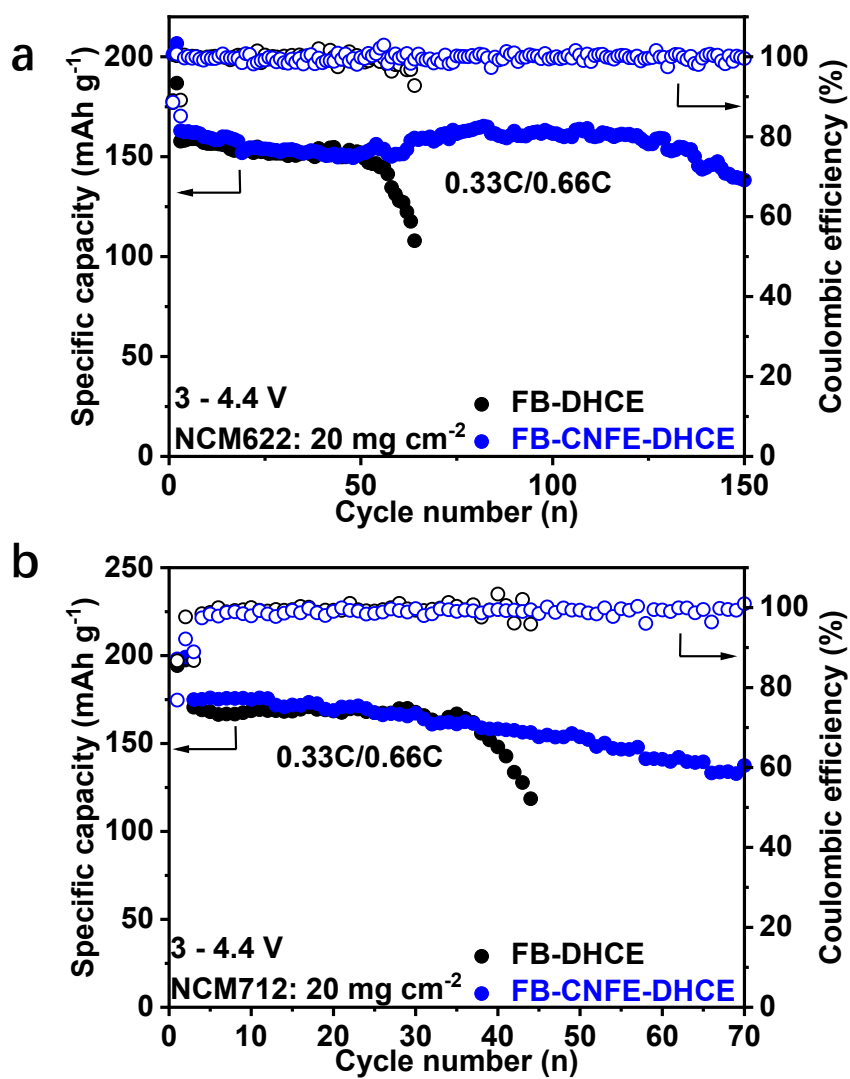 a
200
150
100
50
0
Specific capacity (mAh g⁻¹)
100
80
60
40
20
0
Coulombic efficiency (%)
0.33C/0.66C
3 - 4.4 V
NCM622: 20 mg cm⁻²
FB-DHCE
FB-CNFE-DHCE
0 50 100 150
Cycle number (n)
b
250
200
150
100
50
0
Specific capacity (mAh g⁻¹)
100
80
60
40
20
0
Coulombic efficiency (%)
0.33C/0.66C
3 - 4.4 V
NCM712: 20 mg cm⁻²
FB-DHCE
FB-CNFE-DHCE
0 10 20 30 40 50 60 70
Cycle number (n)